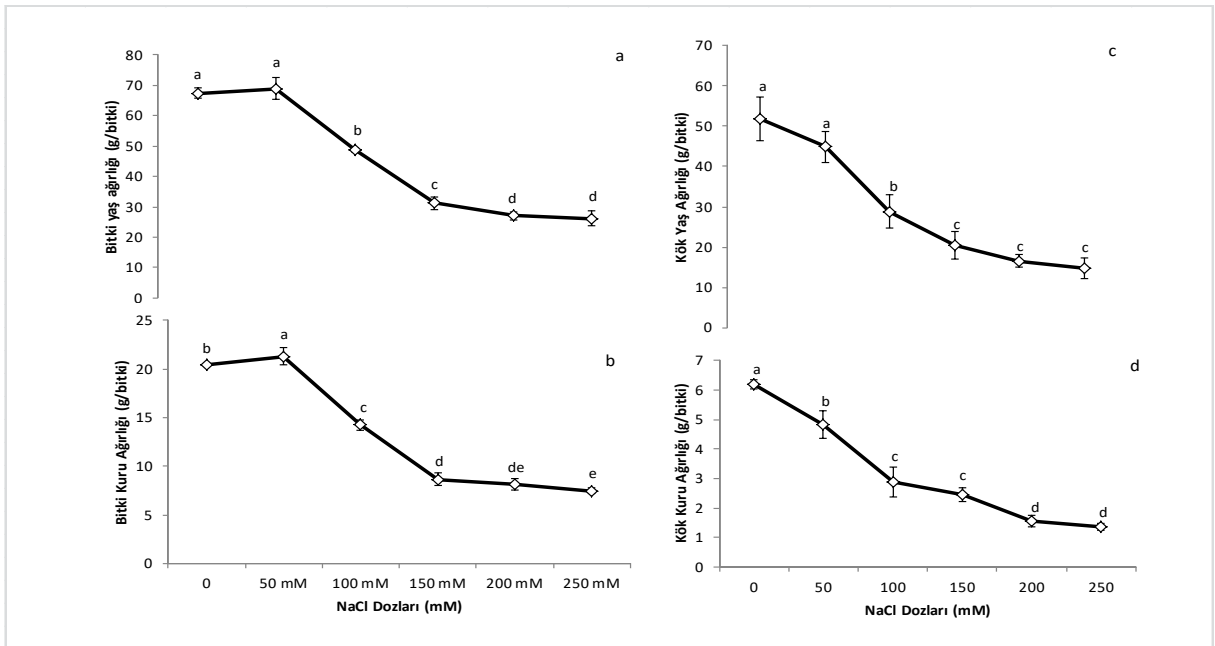 a
Bitki yaş ağırlığı (g/bitki)
80
70
60
50
40
30
20
10
0
a
a
b
c
d
d
b
Bitki Kuru Ağırlığı (g/bitki)
25
20
15
10
5
0
b
a
c
d
de
e
0 50 mM 100 mM 150 mM 200 mM 250 mM
NaCl Dozları (mM)
c
Kök Yaş Ağırlığı (g/bitki)
70
60
50
40
30
20
10
0
a
a
b
c
c
c
d
Kök Kuru Ağırlığı (g/bitki)
7
6
5
4
3
2
1
0
a
b
c
c
d
d
0 50 100 150 200 250
NaCl Dozları (mM)